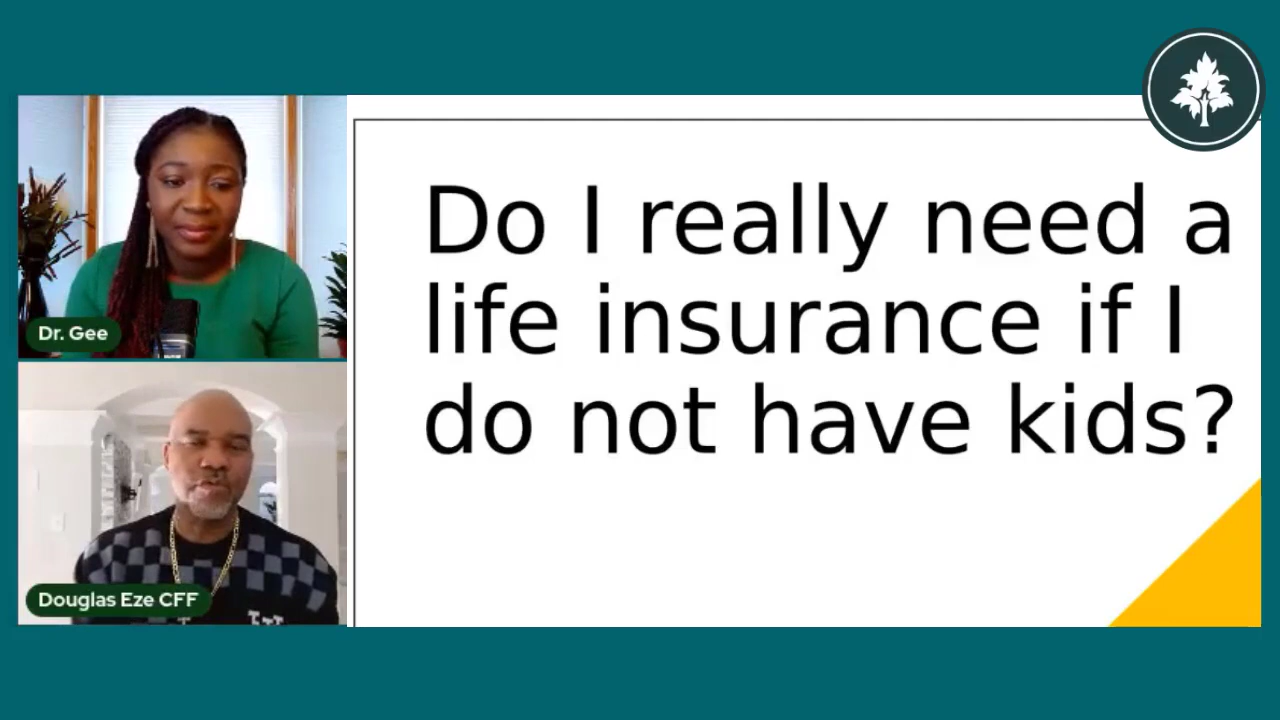 Dr. Gee
Douglas Eze CFF
Do I really need a
life insurance if I
do not have kids?